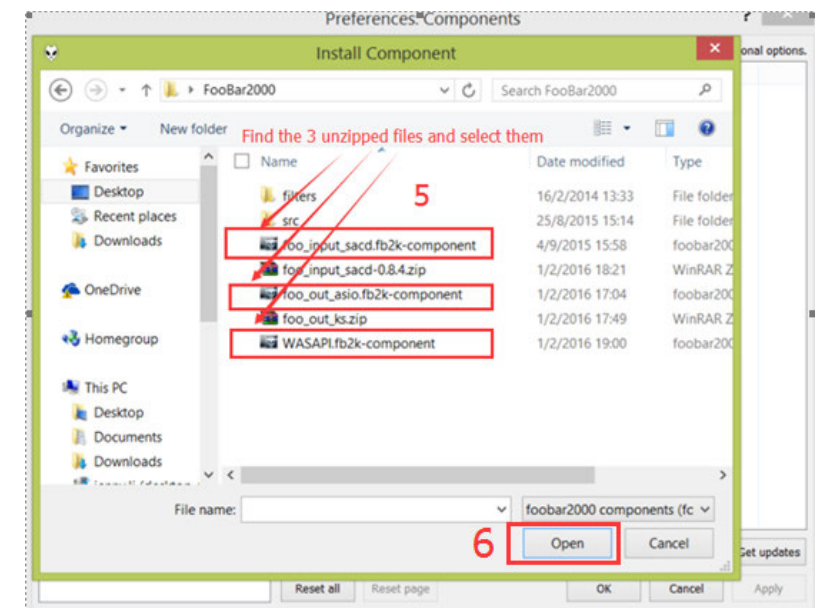 Preferences: Components
?
Install Component
FooBar2000
Search FooBar2000
onal options.
Organize
New folder
Find the 3 unzipped files and select them
5
Favorites
Desktop
Recent places
Downloads
OneDrive
Homegroup
This PC
Desktop
Documents
Downloads
Name Date modified Type
filters 16/2/2014 13:33 File folder
src 25/8/2015 15:14 File folder
foo_input_sacd.fb2k-component 4/9/2015 15:58 foobar200
foo_input_sacd-0.8.4.zip 1/2/2016 18:21 WinRAR Z
foo_out_asio.fb2k-component 1/2/2016 17:04 foobar200
foo_out_ks.zip 1/2/2016 17:49 WinRAR Z
WASAPI.fb2k-component 1/2/2016 19:00 foobar200
File name:
foobar2000 components (fc
6
Open
Cancel
Get updates
Reset all
Reset page
OK
Cancel
Apply